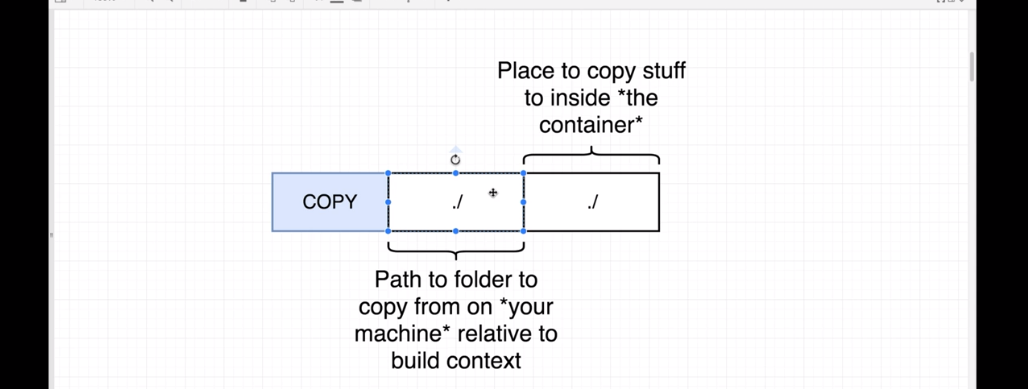 Place to copy stuff
to inside *the
container*
COPY
./
./
Path to folder to
copy from on *your
machine* relative to
build context